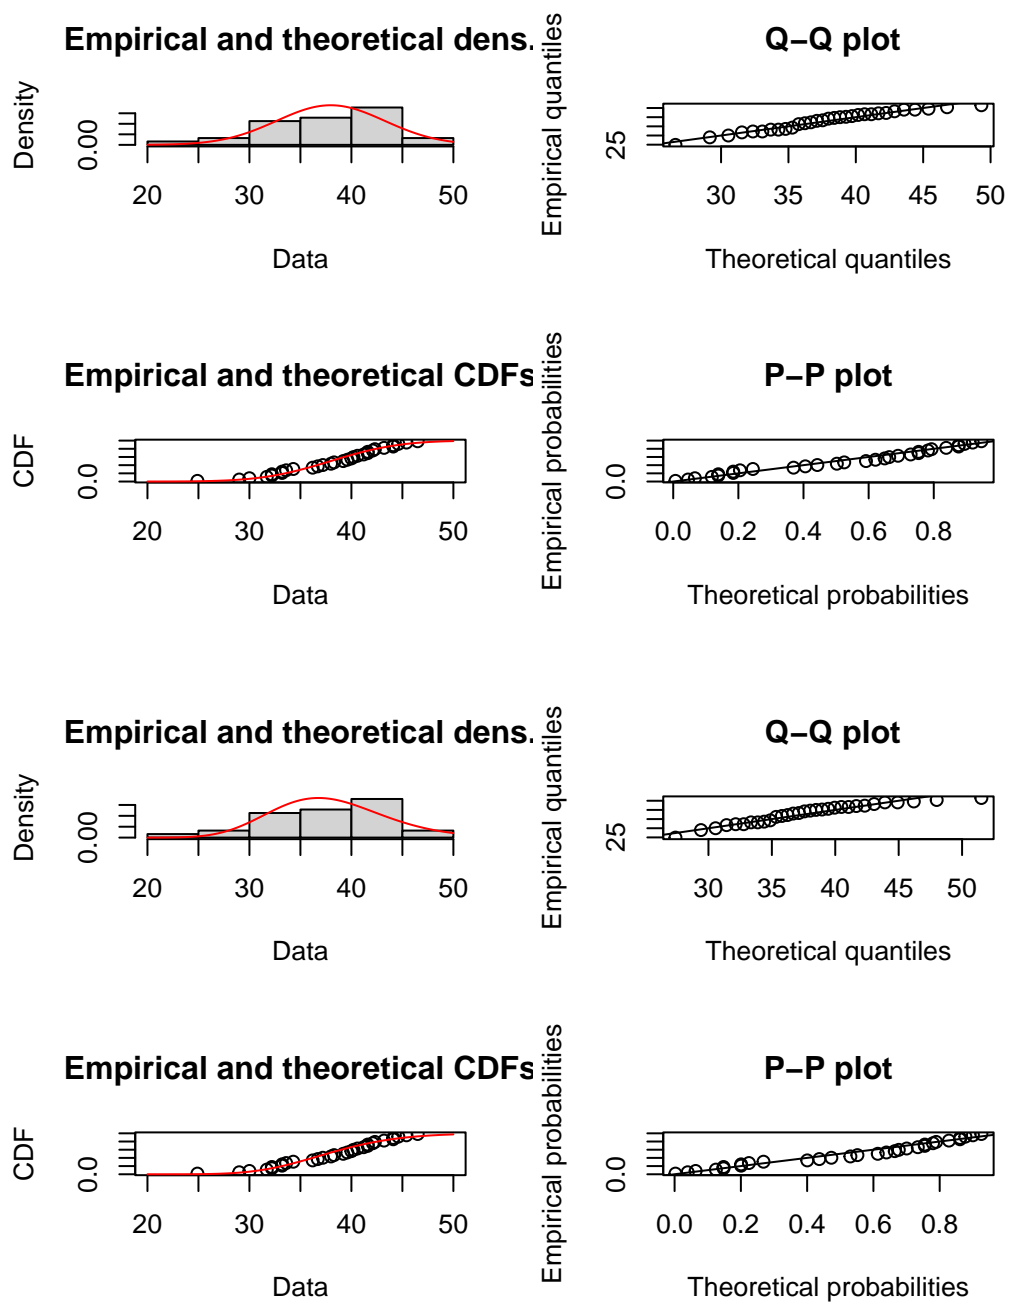 Empirical and theoretical dens.
Density
0.00
20 30 40 50
Data
Q−Q plot
Empirical quantiles
25
30 35 40 45 50
Theoretical quantiles
Empirical and theoretical CDFs
CDF
0.0
20 30 40 50
Data
P−P plot
Empirical probabilities
0.0
0.0 0.2 0.4 0.6 0.8
Theoretical probabilities
Empirical and theoretical dens.
Density
0.00
20 30 40 50
Data
Q−Q plot
Empirical quantiles
25
30 35 40 45 50
Theoretical quantiles
Empirical and theoretical CDFs
CDF
0.0
20 30 40 50
Data
P−P plot
Empirical probabilities
0.0
0.0 0.2 0.4 0.6 0.8
Theoretical probabilities